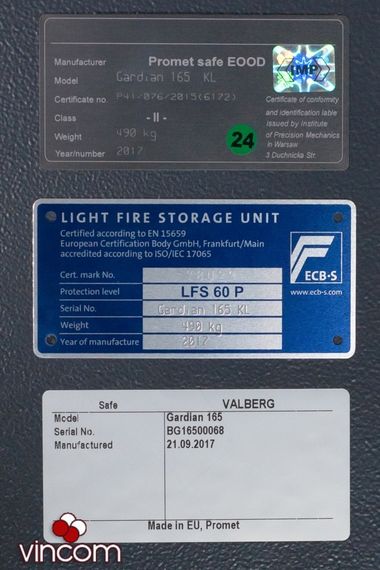 Manufacturer Promet safe EOOD
Model Gardian 165 KL
Certificate no. P41/076/2015(6172)
Class - II -
Weight 490 kg
Year/number 2017
24
IMP
Certificate of conformity
and identification lable
issued by Institute
of Precision Mechanics
in Warsaw
3 Duchnicka Str.
LIGHT FIRE STORAGE UNIT
Certified according to EN 15659
European Certification Body GmbH, Frankfurt/Main
accredited according to ISO/IEC 17065
ECB·S
www.ecb-s.com
Cert. mark No.
Protection level LFS 60 P
Serial No. Gardian 165 KL
Weight 490 kg
Year of manufacture 2017
Safe VALBERG
Model Gardian 165
Serial No. BG16500068
Manufactured 21.09.2017
Made in EU, Promet
vincom